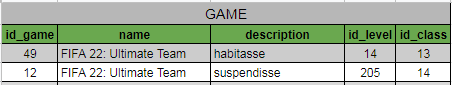 GAME
id_game name description id_level id_class
49 FIFA 22: Ultimate Team habitasse 14 13
12 FIFA 22: Ultimate Team suspendisse 205 14